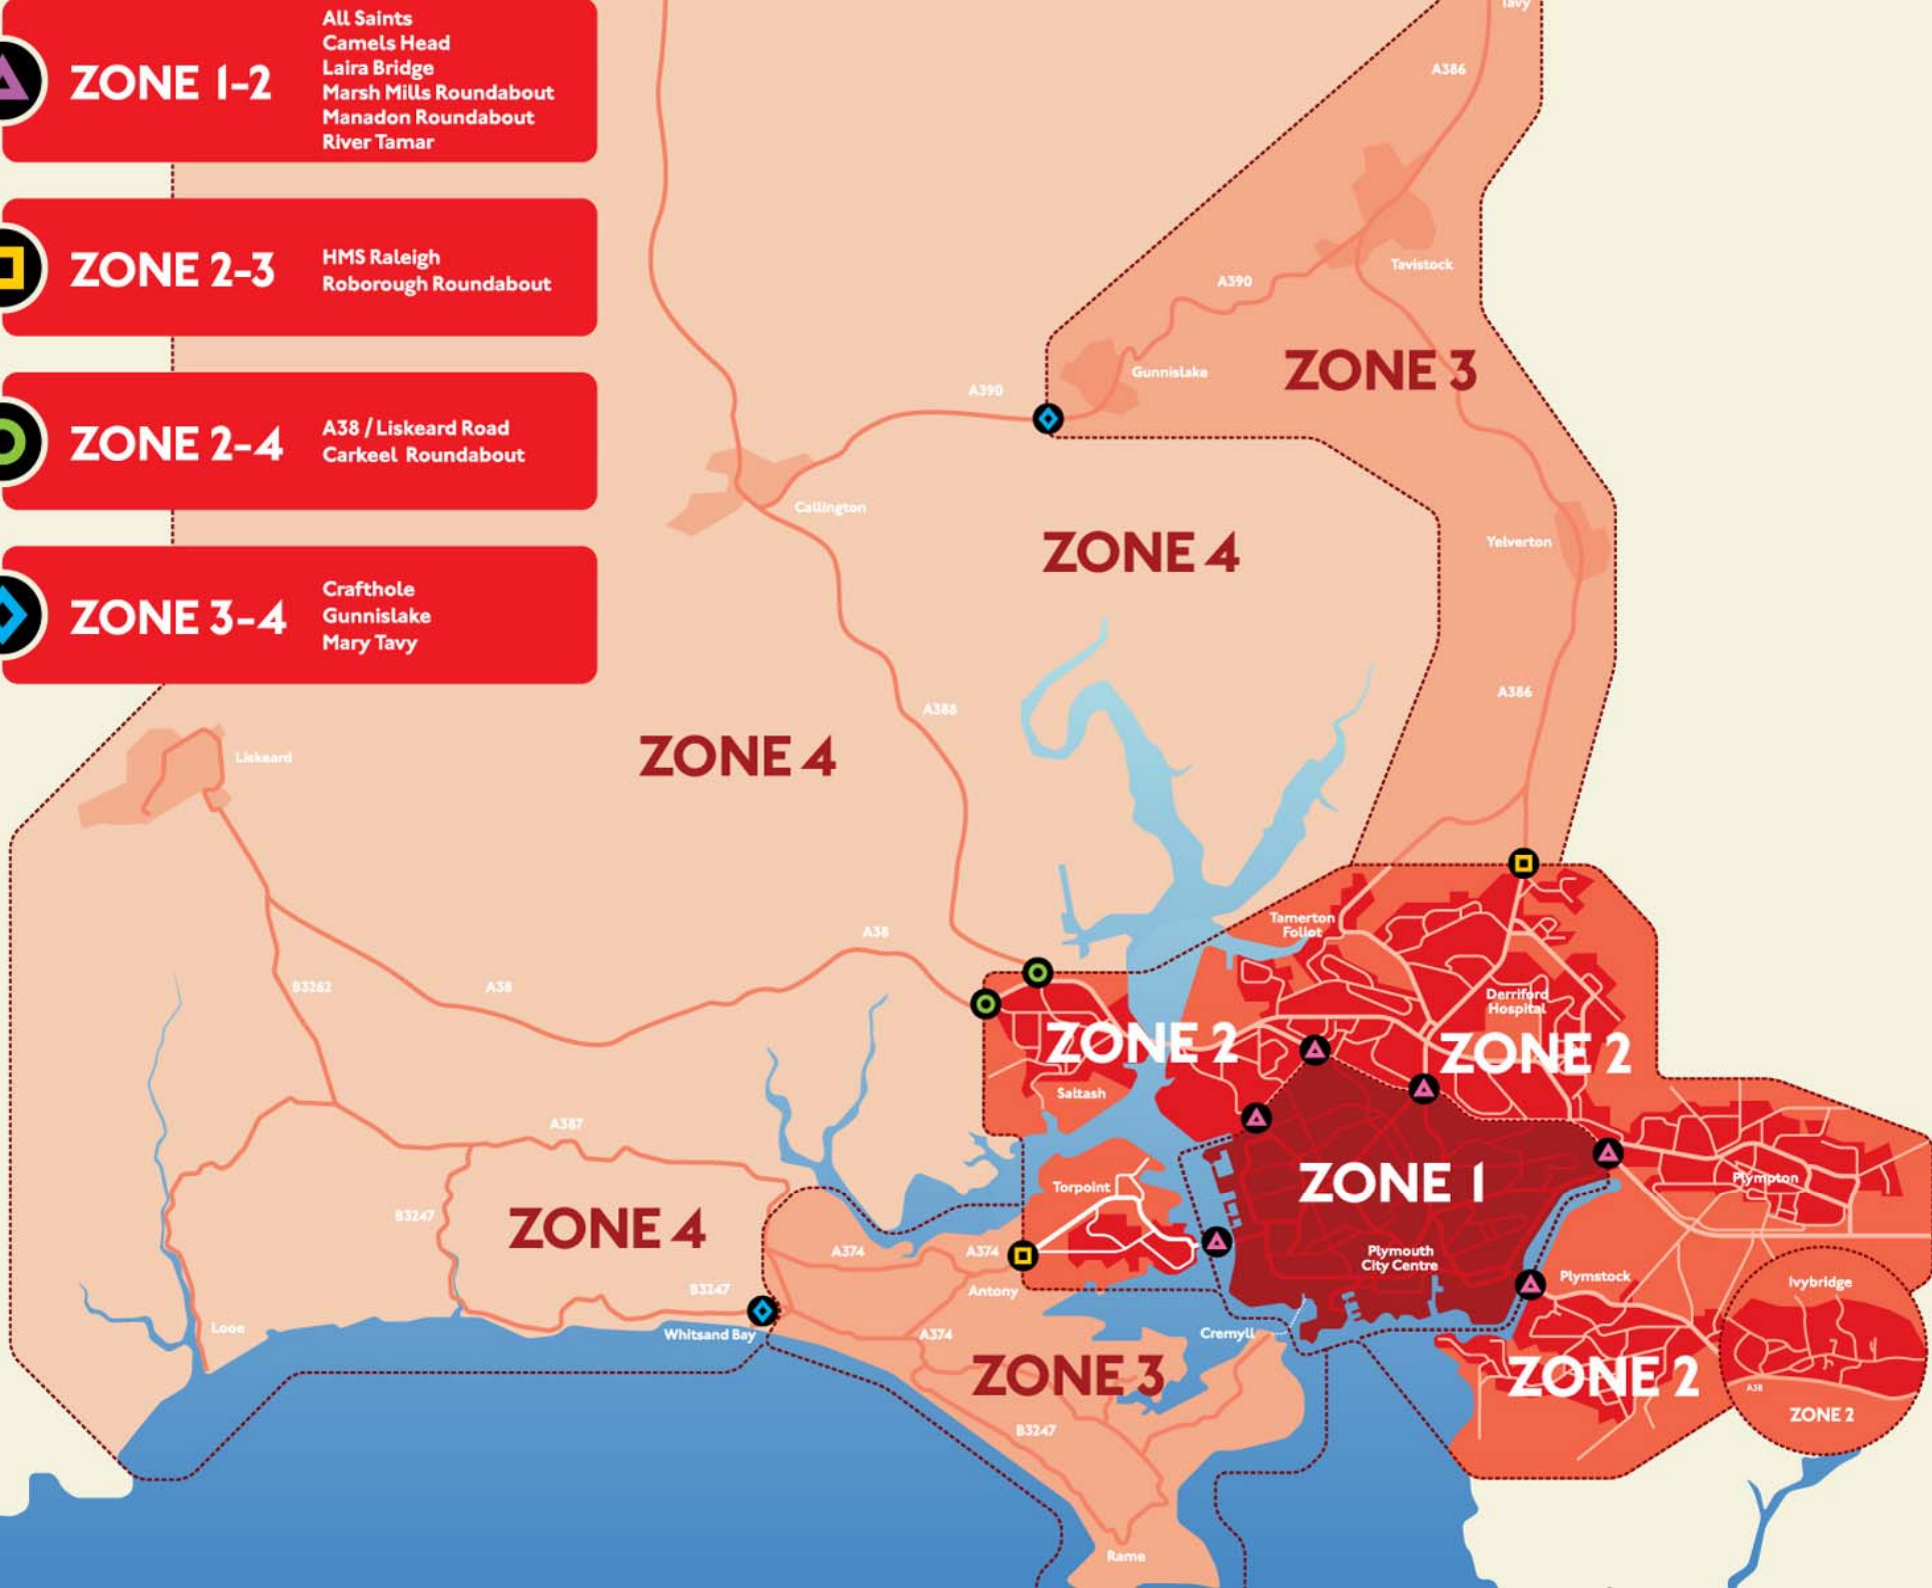 ZONE 1-2
All Saints
Camels Head
Laira Bridge
Marsh Mills Roundabout
Manadon Roundabout
River Tamar
ZONE 2-3
HMS Raleigh
Roborough Roundabout
ZONE 2-4
A38 / Liskeard Road
Carkeel Roundabout
ZONE 3-4
Crafthole
Gunnislake
Mary Tavy
Tavy
A386
Tavistock
A390
ZONE 3
Gunnislake
A390
Callington
ZONE 4
Yelverton
A386
A388
ZONE 4
Liskeard
Tamerton
Foliot
A38
B3262
A38
Derriford
Hospital
ZONE 2
ZONE 2
Saltash
A387
Torpoint
ZONE 1
Plympton
B3247
ZONE 4
A374
A374
Plymouth
City Centre
Plymstock
Ivybridge
B3247
Antony
Looe
Whitsand Bay
A374
Cremyll
ZONE 3
ZONE 2
A38
ZONE 2
B3247
Rame